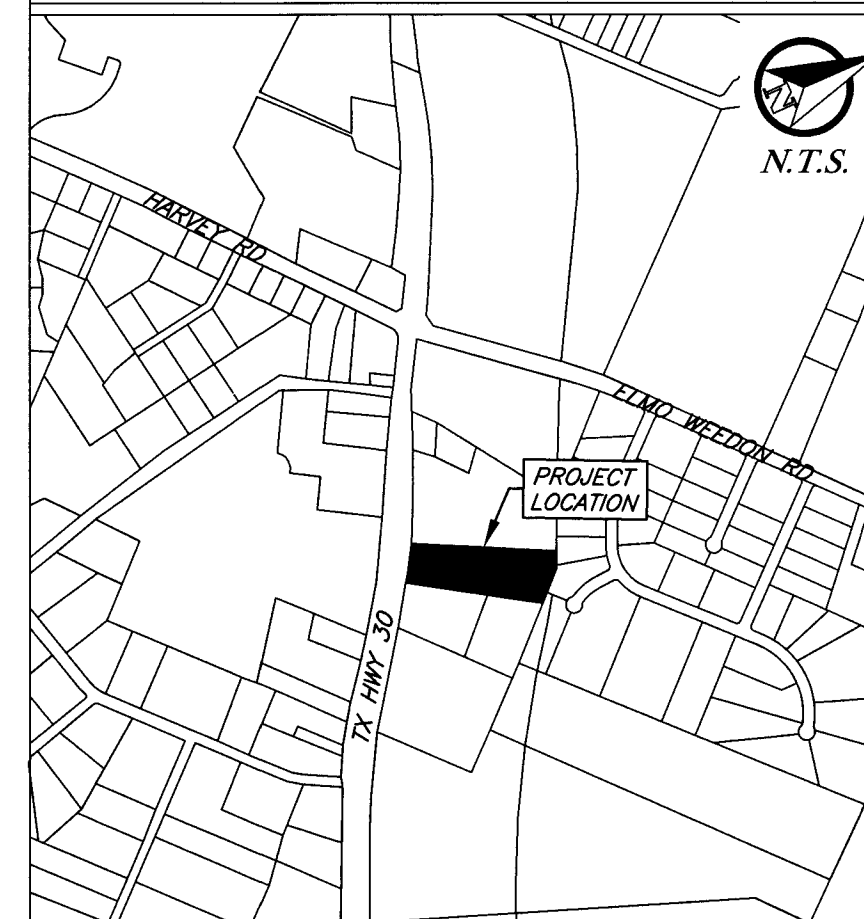 N
N.T.S.
HARVEY RD
ELMO WEEDON RD
PROJECT
LOCATION
TX HWY 30